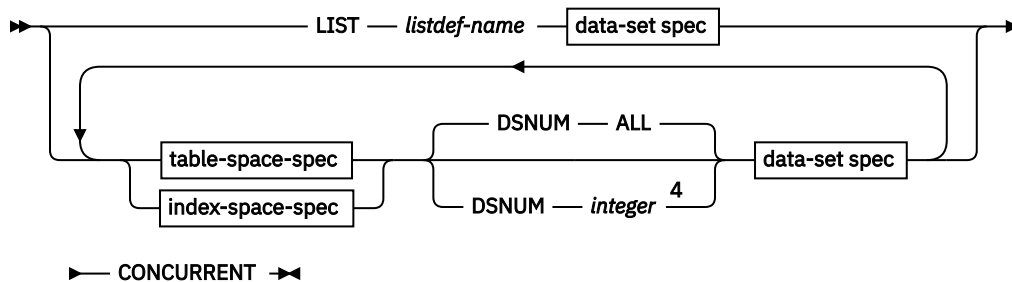 LIST listdef-name data-set spec
DSNUM ALL
table-space-spec data-set spec
index-space-spec DSNUM integer 4
CONCURRENT